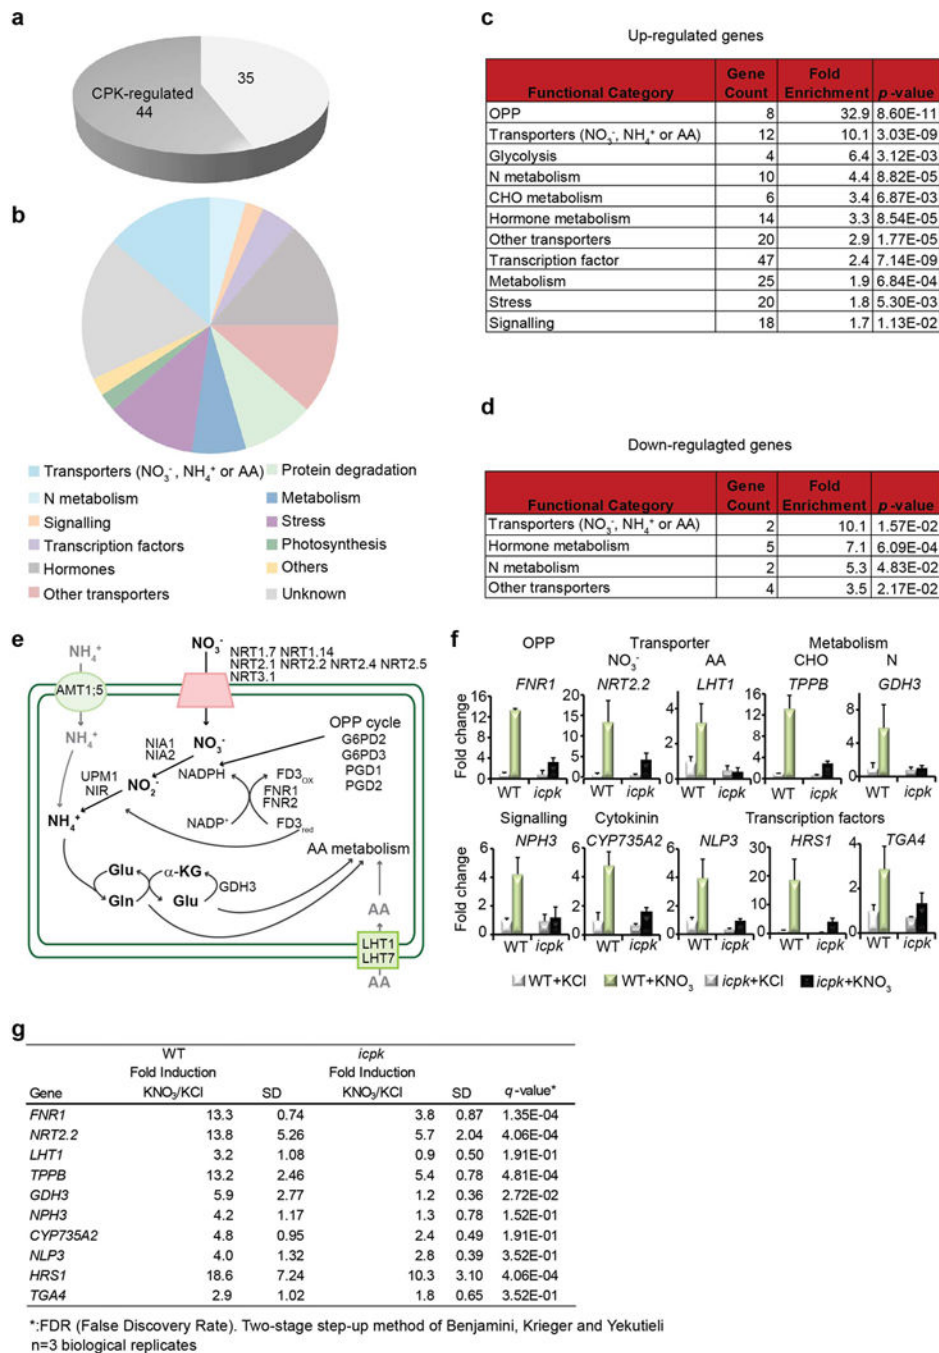 a
CPK-regulated
44
35
b
Transporters (NO3-, NH4+ or AA)
N metabolism
Signalling
Transcription factors
Hormones
Other transporters
Protein degradation
Metabolism
Stress
Photosynthesis
Others
Unknown
c
Up-regulated genes
Functional Category Gene Count Fold Enrichment p-value
OPP 8 32.9 8.60E-11
Transporters (NO3-, NH4+ or AA) 12 10.1 3.03E-09
Glycolysis 4 6.4 3.12E-03
N metabolism 10 4.4 8.82E-05
CHO metabolism 6 3.4 6.87E-03
Hormone metabolism 14 3.3 8.54E-05
Other transporters 20 2.9 1.77E-05
Transcription factor 47 2.4 7.14E-09
Metabolism 25 1.9 6.84E-04
Stress 20 1.8 5.30E-03
Signalling 18 1.7 1.13E-02
d
Down-regulagted genes
Functional Category Gene Count Fold Enrichment p-value
Transporters (NO3-, NH4+ or AA) 2 10.1 1.57E-02
Hormone metabolism 5 7.1 6.09E-04
N metabolism 2 5.3 4.83E-02
Other transporters 4 3.5 2.17E-02
e
NH4+
NO3-
NRT1.7 NRT1.14
NRT2.1 NRT2.2 NRT2.4 NRT2.5
NRT3.1
AMT1;5
NH4+
NO3-
NIA1
NIA2
NADPH
OPP cycle
G6PD2
G6PD3
PGD1
PGD2
UPM1
NIR
NO2-
NH4+
NADP+
FD3ox
FNR1
FNR2
FD3red
AA metabolism
Glu
Gln
α-KG
Glu
GDH3
AA
LHT1
LHT7
AA
f
OPP Transporter Metabolism
NO3- AA CHO N
FNR1 NRT2.2 LHT1 TPPB GDH3
Fold change
16 12 8 4 0
20 15 10 5 0
6 4 2 0
16 12 8 4 0
9 6 3 0
WT icpk WT icpk WT icpk WT icpk WT icpk
Signalling Cytokinin Transcription factors
NPH3 CYP735A2 NLP3 HRS1 TGA4
Fold change
6 4 2 0
6 4 2 0
6 4 2 0
30 20 10 0
4 2 0
WT icpk WT icpk WT icpk WT icpk WT icpk
WT+KCl WT+KNO3 icpk+KCl icpk+KNO3
g
WT icpk
Fold Induction Fold Induction
Gene KNO3/KCl SD KNO3/KCl SD q-value*
FNR1 13.3 0.74 3.8 0.87 1.35E-04
NRT2.2 13.8 5.26 5.7 2.04 4.06E-04
LHT1 3.2 1.08 0.9 0.50 1.91E-01
TPPB 13.2 2.46 5.4 0.78 4.81E-04
GDH3 5.9 2.77 1.2 0.36 2.72E-02
NPH3 4.2 1.17 1.3 0.78 1.52E-01
CYP735A2 4.8 0.95 2.4 0.49 1.91E-01
NLP3 4.0 1.32 2.8 0.39 3.52E-01
HRS1 18.6 7.24 10.3 3.10 4.06E-04
TGA4 2.9 1.02 1.8 0.65 3.52E-01
*:FDR (False Discovery Rate). Two-stage step-up method of Benjamini, Krieger and Yekutieli
n=3 biological replicates